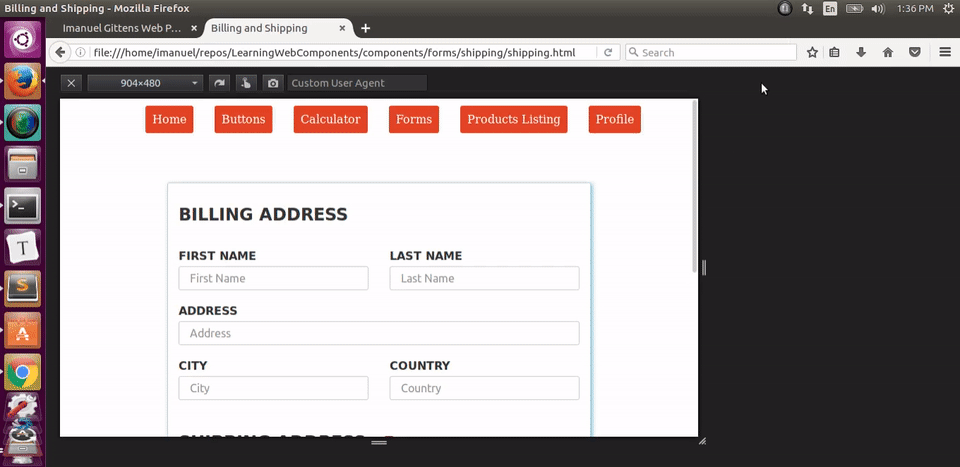 Billing and Shipping - Mozilla Firefox
En
1:36 PM
Imanuel Gittens Web P...
Billing and Shipping
file:///home/imanuel/repos/LearningWebComponents/components/forms/shipping/shipping.html
Search
904×480
Custom User Agent
Home
Buttons
Calculator
Forms
Products Listing
Profile
BILLING ADDRESS
FIRST NAME
LAST NAME
First Name
Last Name
ADDRESS
Address
CITY
COUNTRY
City
Country
SHIPPING ADDRESS